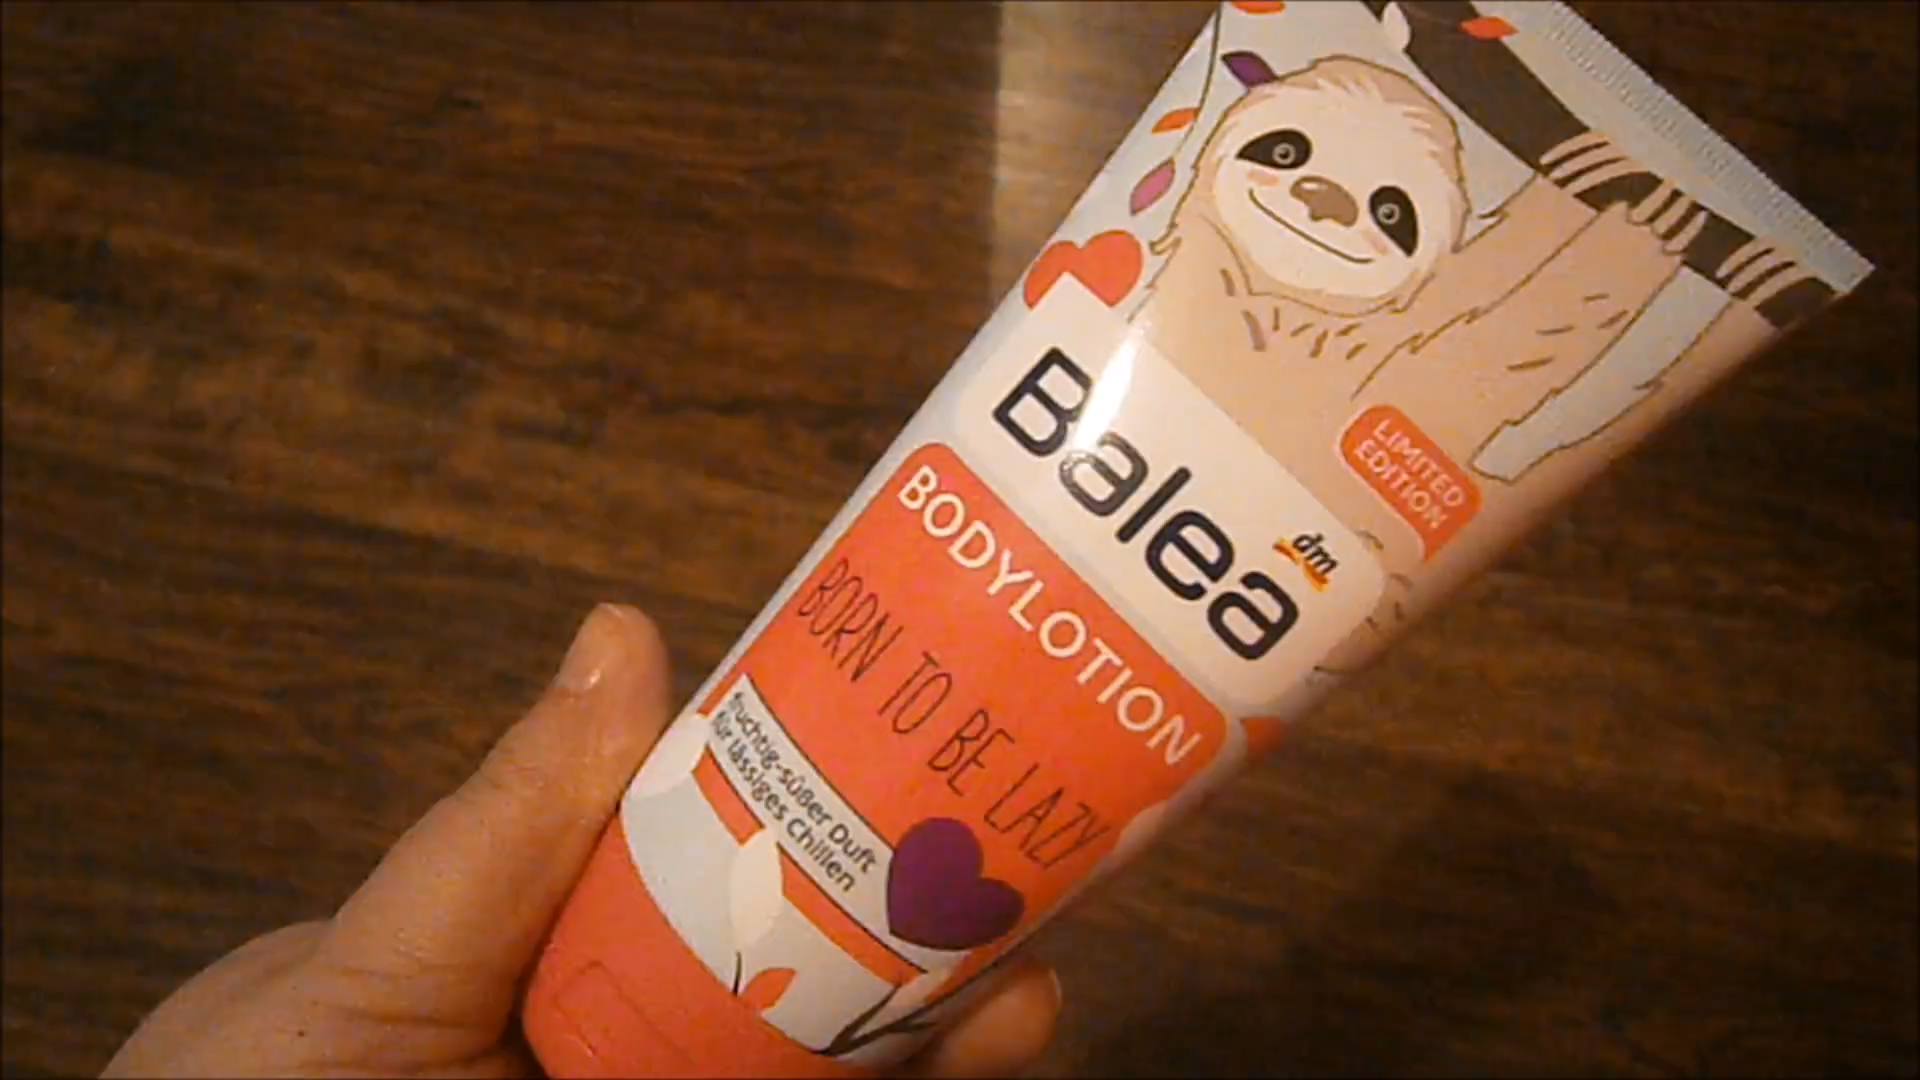 LIMITED
EDITION
Balea
dm
BODYLOTION
BORN TO BE LAZY
fruchtig-süßer Duft
für lässiges Chillen